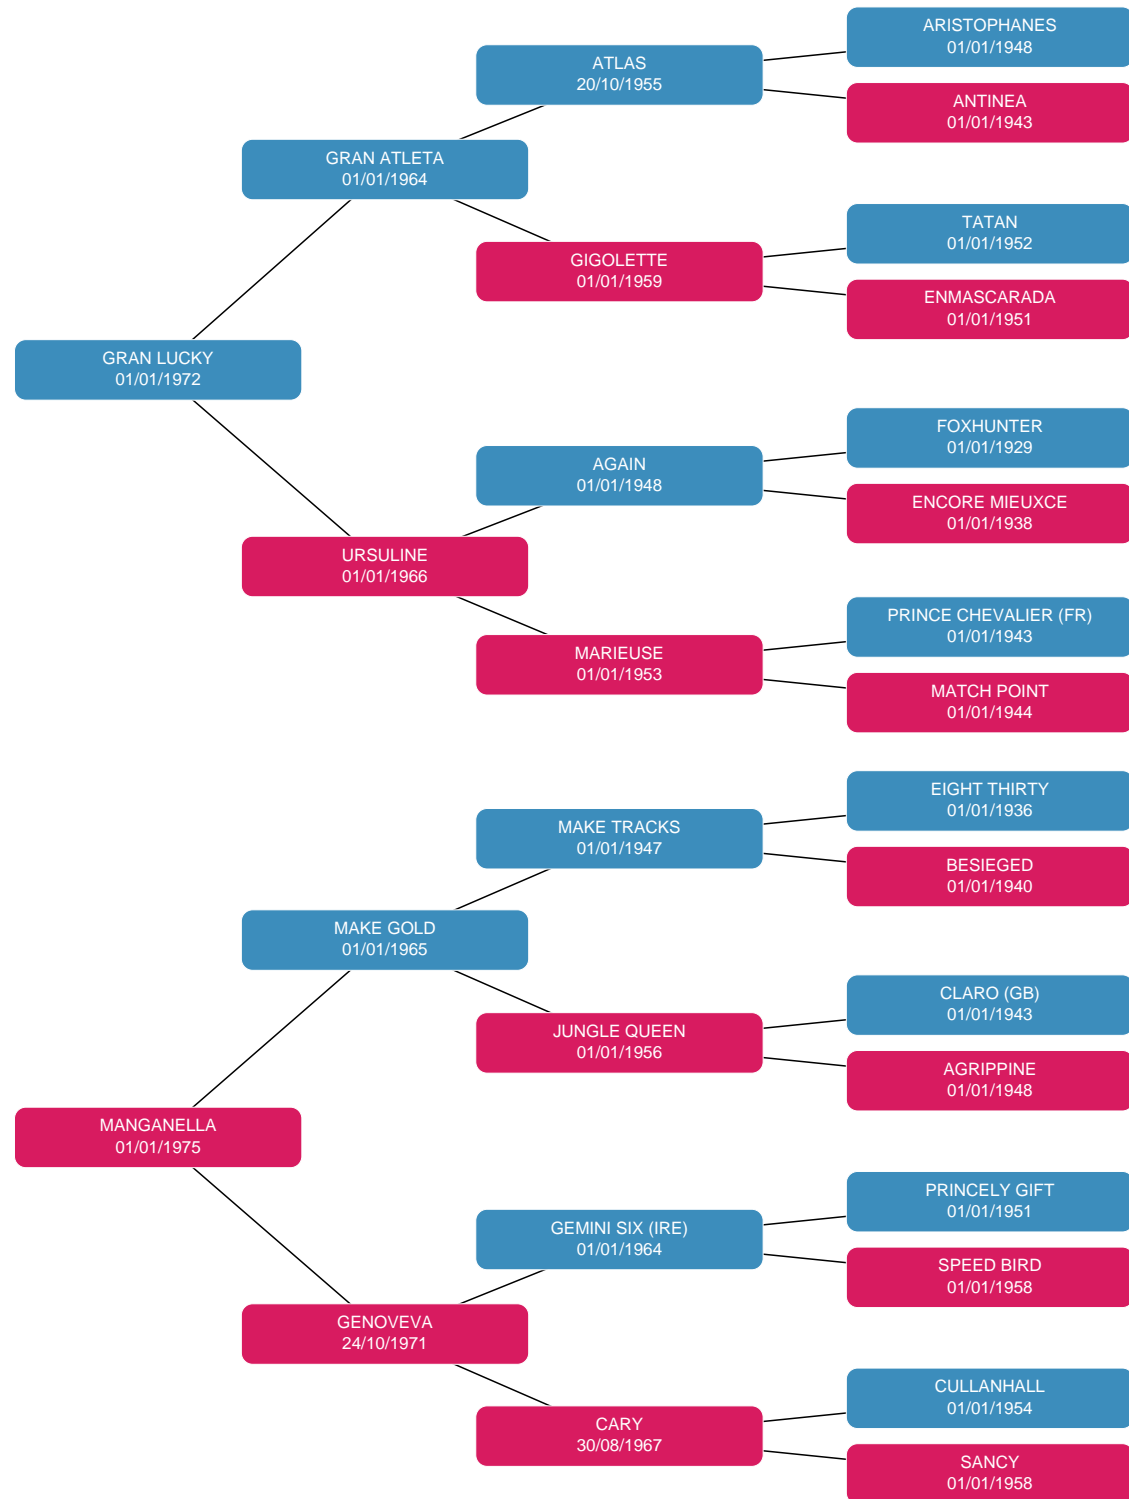 ARISTOPHANES
01/01/1948
ATLAS
20/10/1955
ANTINEA
01/01/1943
GRAN ATLETA
01/01/1964
TATAN
01/01/1952
GIGOLETTE
01/01/1959
ENMASCARADA
01/01/1951
GRAN LUCKY
01/01/1972
FOXHUNTER
01/01/1929
AGAIN
01/01/1948
ENCORE MIEUXCE
01/01/1938
URSULINE
01/01/1966
PRINCE CHEVALIER (FR)
01/01/1943
MARIEUSE
01/01/1953
MATCH POINT
01/01/1944
EIGHT THIRTY
01/01/1936
MAKE TRACKS
01/01/1947
BESIEGED
01/01/1940
MAKE GOLD
01/01/1965
CLARO (GB)
01/01/1943
JUNGLE QUEEN
01/01/1956
AGRIPPINE
01/01/1948
MANGANELLA
01/01/1975
PRINCELY GIFT
01/01/1951
GEMINI SIX (IRE)
01/01/1964
SPEED BIRD
01/01/1958
GENOVEVA
24/10/1971
CULLANHALL
01/01/1954
CARY
30/08/1967
SANCY
01/01/1958